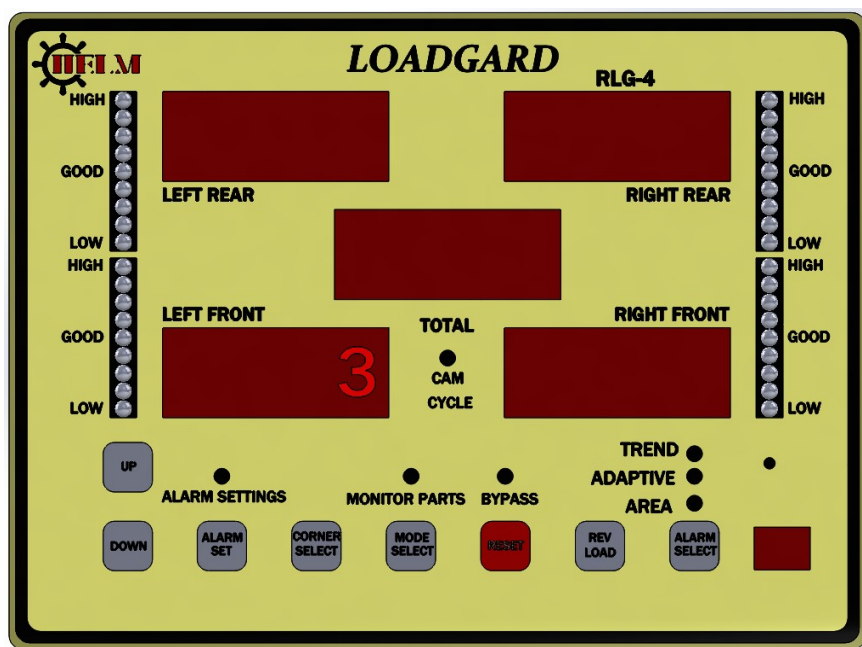 HELM
LOADGARD
RLG-4
HIGH
HIGH
GOOD
GOOD
LEFT REAR
RIGHT REAR
LOW
LOW
HIGH
HIGH
LEFT FRONT
TOTAL
RIGHT FRONT
GOOD
GOOD
3
CAM
CYCLE
LOW
LOW
UP
TREND
ADAPTIVE
AREA
ALARM SETTINGS
MONITOR PARTS
BYPASS
DOWN
ALARM
SET
CORNER
SELECT
MODE
SELECT
RESET
REV
LOAD
ALARM
SELECT